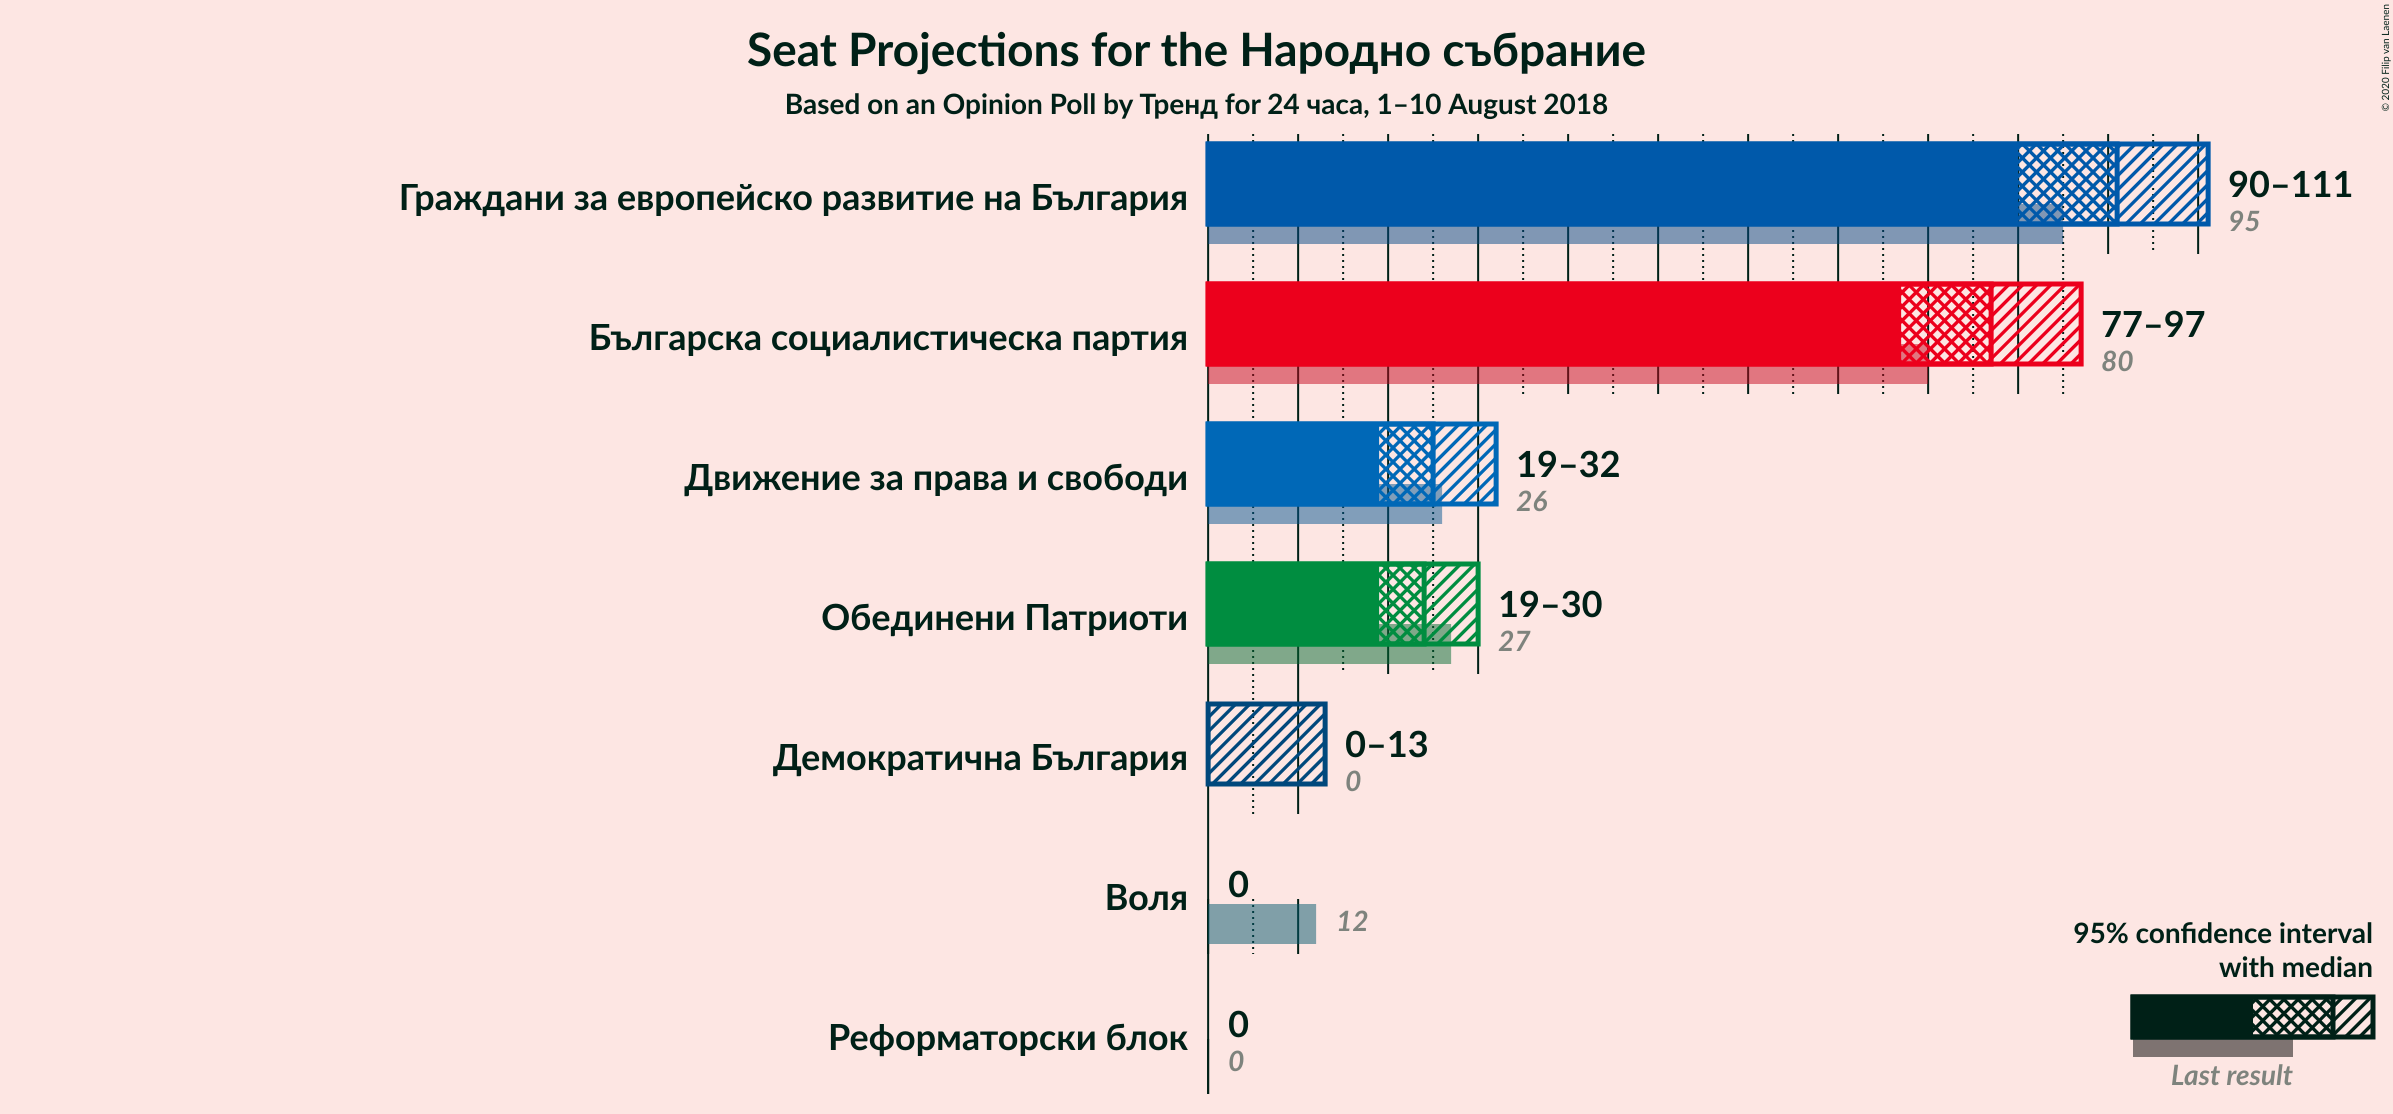 Seat Projections for the Народно събрание
Based on an Opinion Poll by Тренд for 24 часа, 1–10 August 2018
© 2020 Filip van Laenen
Граждани за европейско развитие на България
90–111
95
Българска социалистическа партия
77–97
80
Движение за права и свободи
19–32
26
Обединени Патриоти
19–30
27
Демократична България
0–13
0
Воля
0
12
Реформаторски блок
0
0
95% confidence interval
with median
Last result